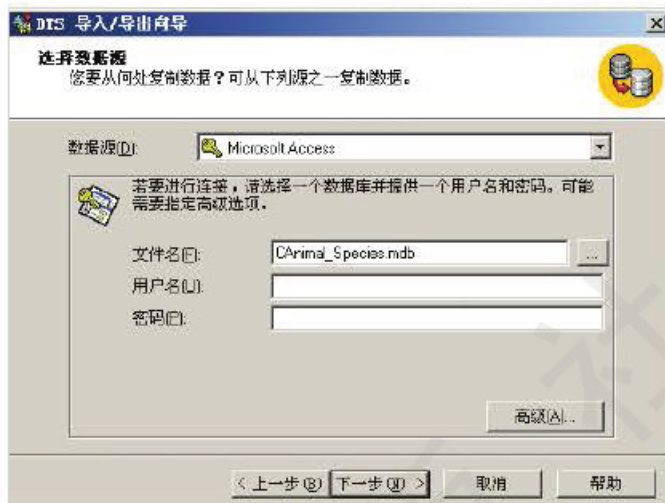 DTS 导入/导出向导
选择数据源
您要从何处复制数据？可从下列源之一复制数据。
数据源(D): Microsoft Access
若要进行连接，请选择一个数据库并提供一个用户名和密码。可能
需要指定高级选项。
文件名(F): CAnimal_Species.mdb ...
用户名(U):
密码(P):
高级(A)...
< 上一步(B) 下一步(N) > 取消 帮助